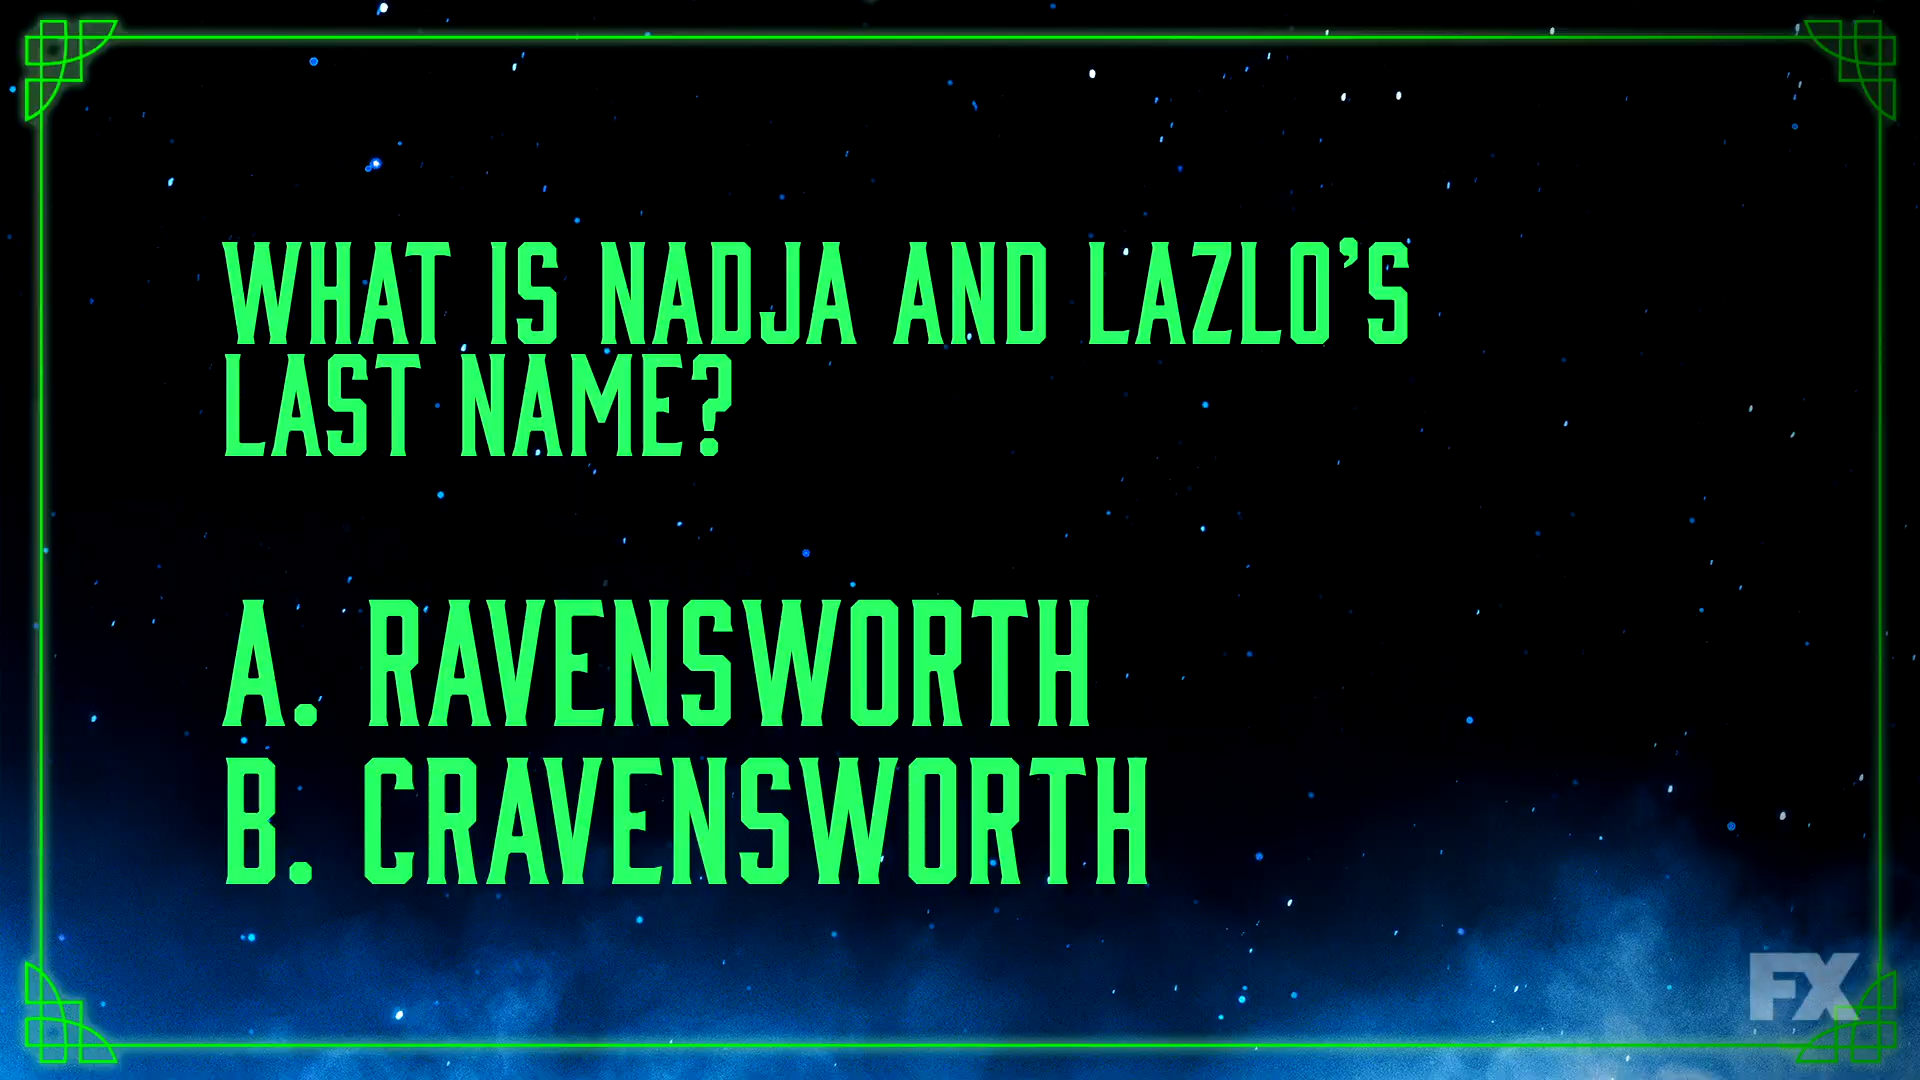 WHAT IS NADJA AND LAZLO’S
LAST NAME?
A. RAVENSWORTH
B. CRAVENSWORTH
FX